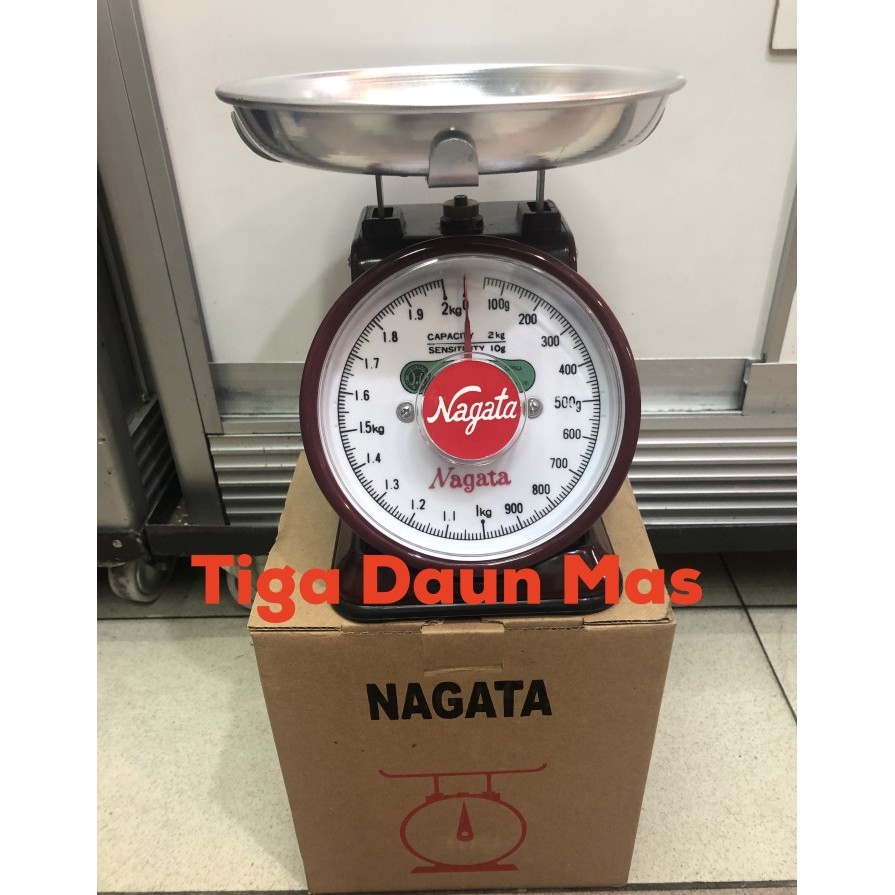 2kg 0 100g
1.9 200
1.8 300
CAPACITY 2kg
SENSITIVITY 10g
1.7 400
1.6 500g
Nagata
1.5kg 600
1.4 700
Nagata
1.3 800
1.2 1.1 1kg 900
Tiga Daun Mas
NAGATA